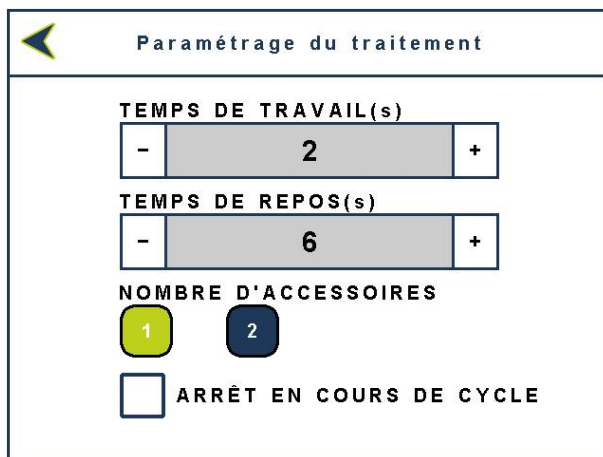 Paramétrage du traitement
TEMPS DE TRAVAIL(s)
- 2 +
TEMPS DE REPOS(s)
- 6 +
NOMBRE D'ACCESSOIRES
1 2
ARRÊT EN COURS DE CYCLE